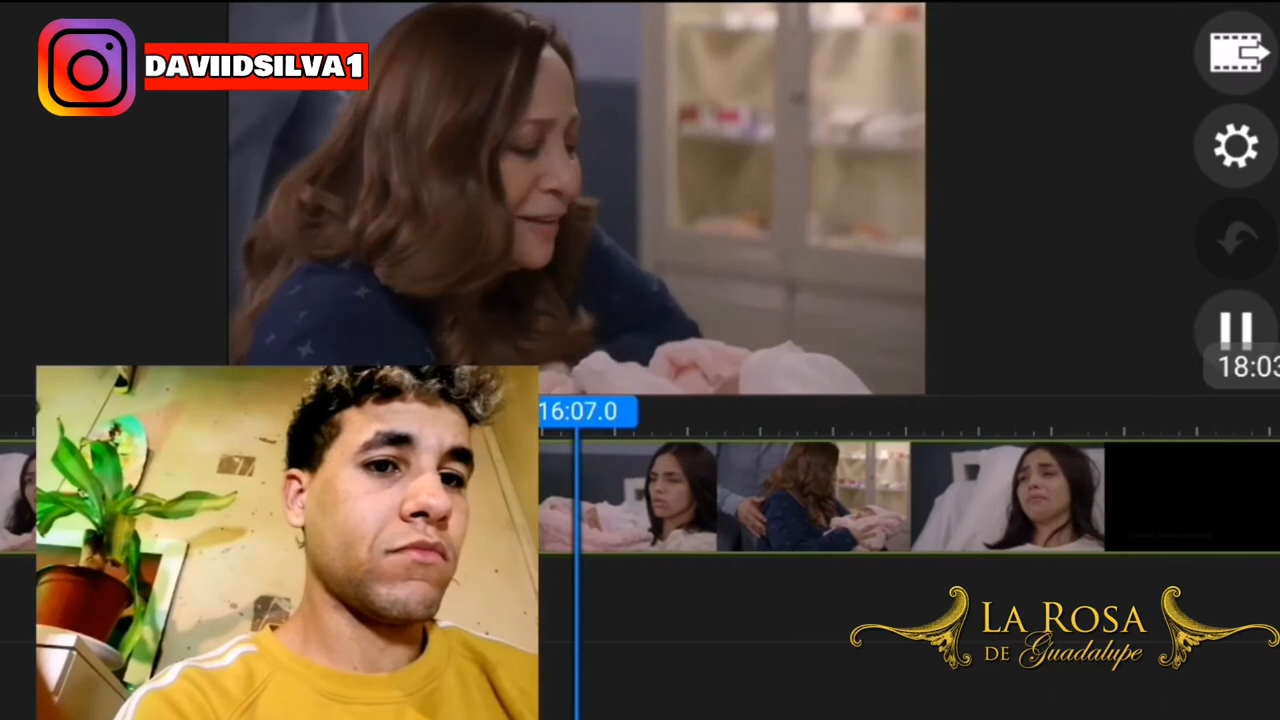 DAVIIDSILVA1
18:03
16:07.0
LA ROSA
DE Guadalupe